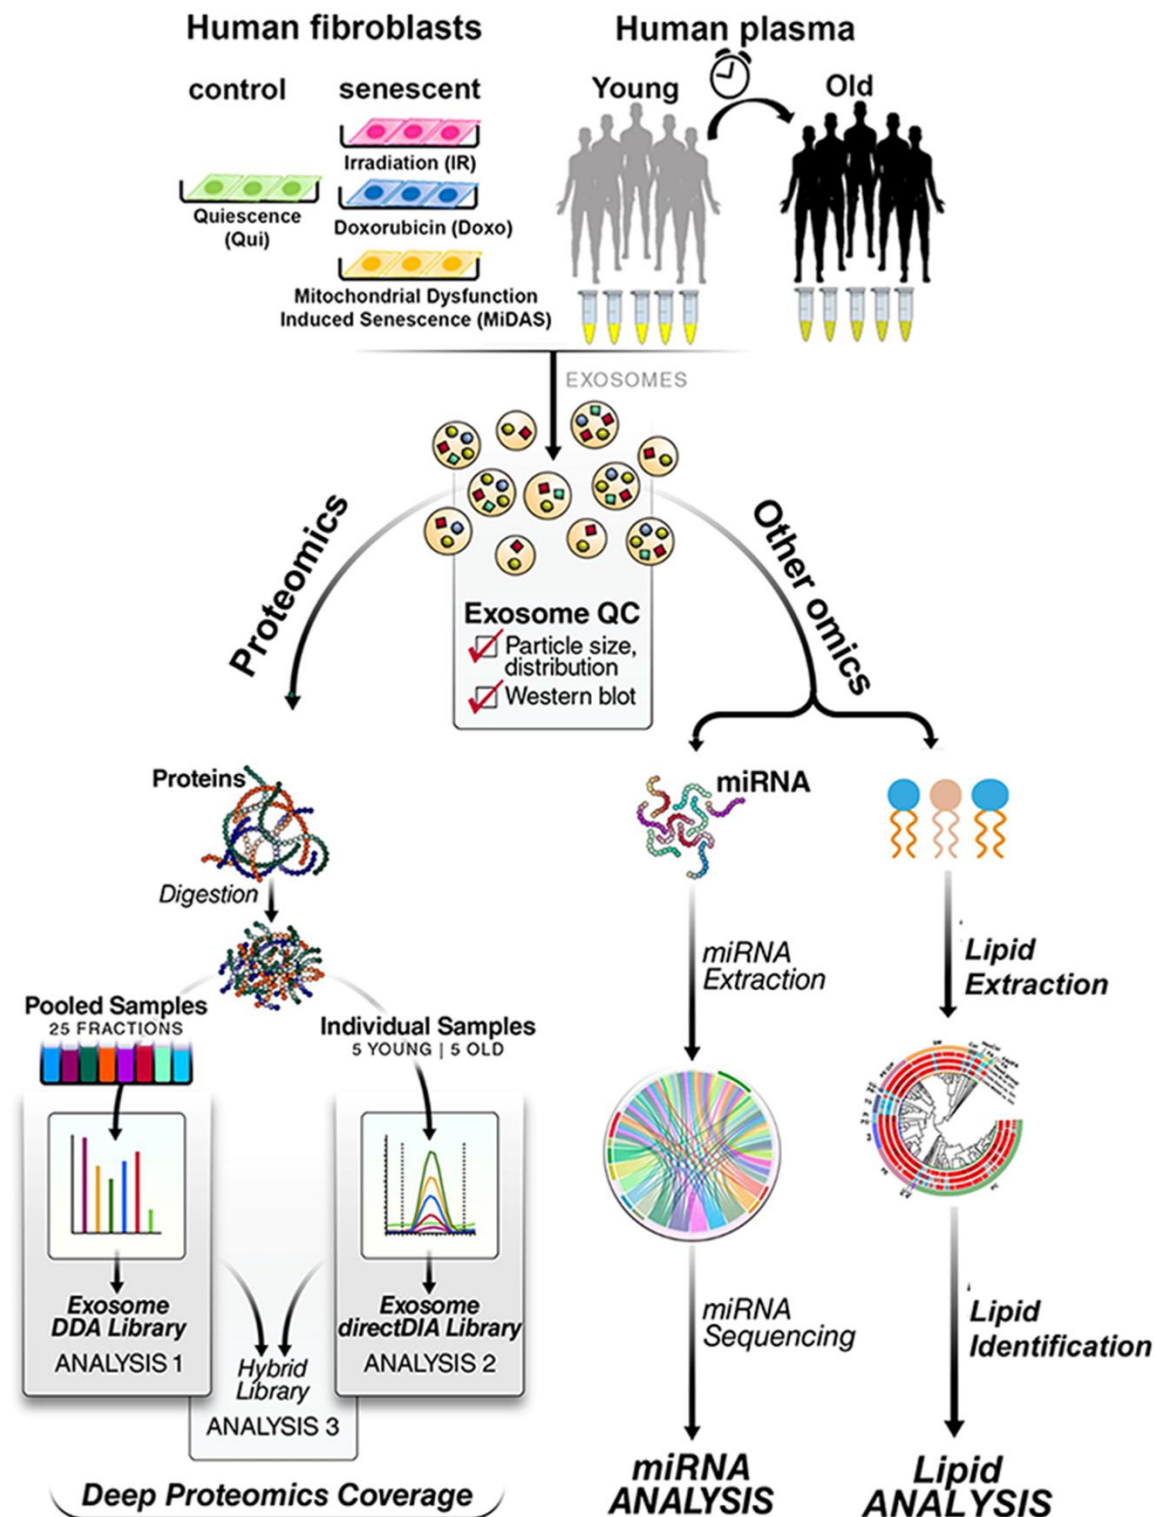 Human fibroblasts
Human plasma
control
senescent
Young
Old
Irradiation (IR)
Quiescence
(Qui)
Doxorubicin (Doxo)
Mitochondrial Dysfunction
Induced Senescence (MiDAS)
EXOSOMES
Proteomics
Other omics
Exosome QC
Particle size,
distribution
Western blot
Proteins
Digestion
Pooled Samples
25 FRACTIONS
Individual Samples
5 YOUNG | 5 OLD
Exosome
DDA Library
ANALYSIS 1
Exosome
directDIA Library
ANALYSIS 2
Hybrid
Library
ANALYSIS 3
Deep Proteomics Coverage
miRNA
miRNA
Extraction
miRNA
Sequencing
miRNA
ANALYSIS
Lipid
Extraction
Lipid
Identification
Lipid
ANALYSIS